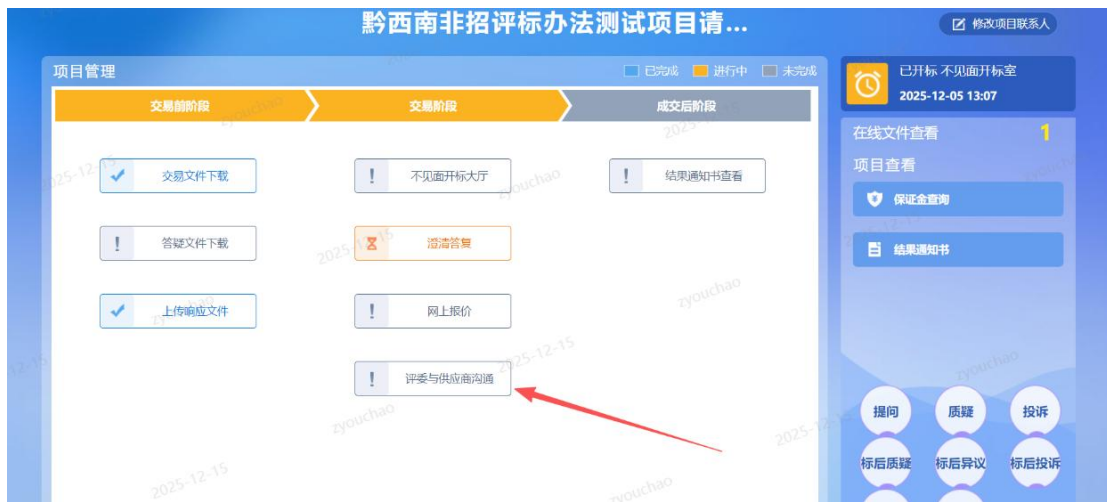 黔西南非招评标办法测试项目请...
修改项目联系人
项目管理
已完成 进行中 未完成
交易前阶段 交易阶段 成交后阶段
交易文件下载 不见面开标大厅 结果通知书查看
答疑文件下载 澄清答复
上传响应文件 网上报价
评委与供应商沟通
已开标 不见面开标室
2025-12-05 13:07
在线文件查看 1
项目查看
保证金查询
结果通知书
提问 质疑 投诉
标后质疑 标后异议 标后投诉
zyouchao
2025-12-15